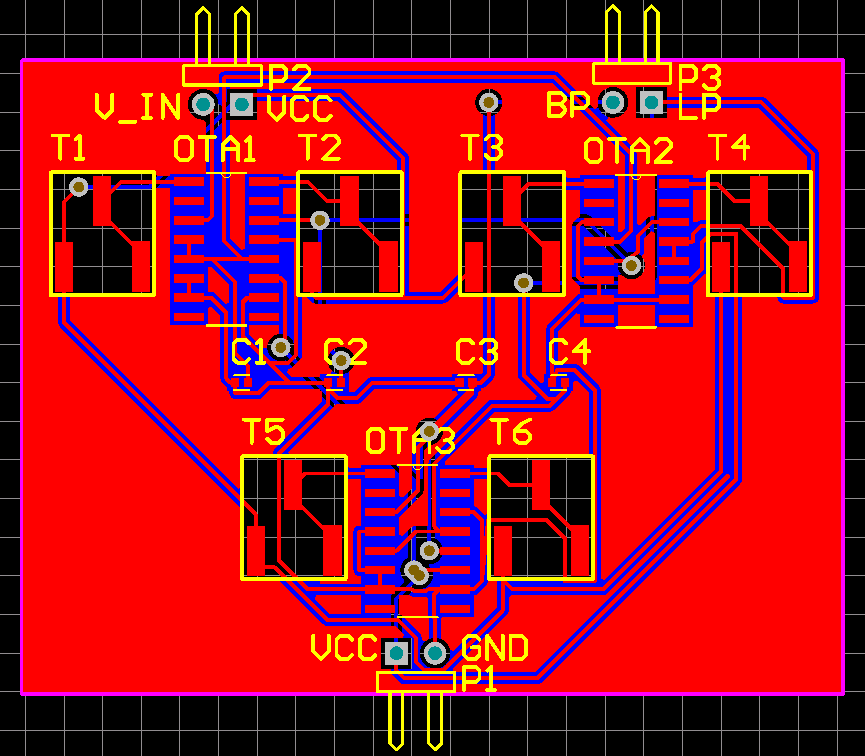 P2 P3
V_IN VCC BP LP
T1 OTA1 T2 T3 OTA2 T4
C1 C2 C3 C4
T5 OTA3 T6
VCC GND
P1